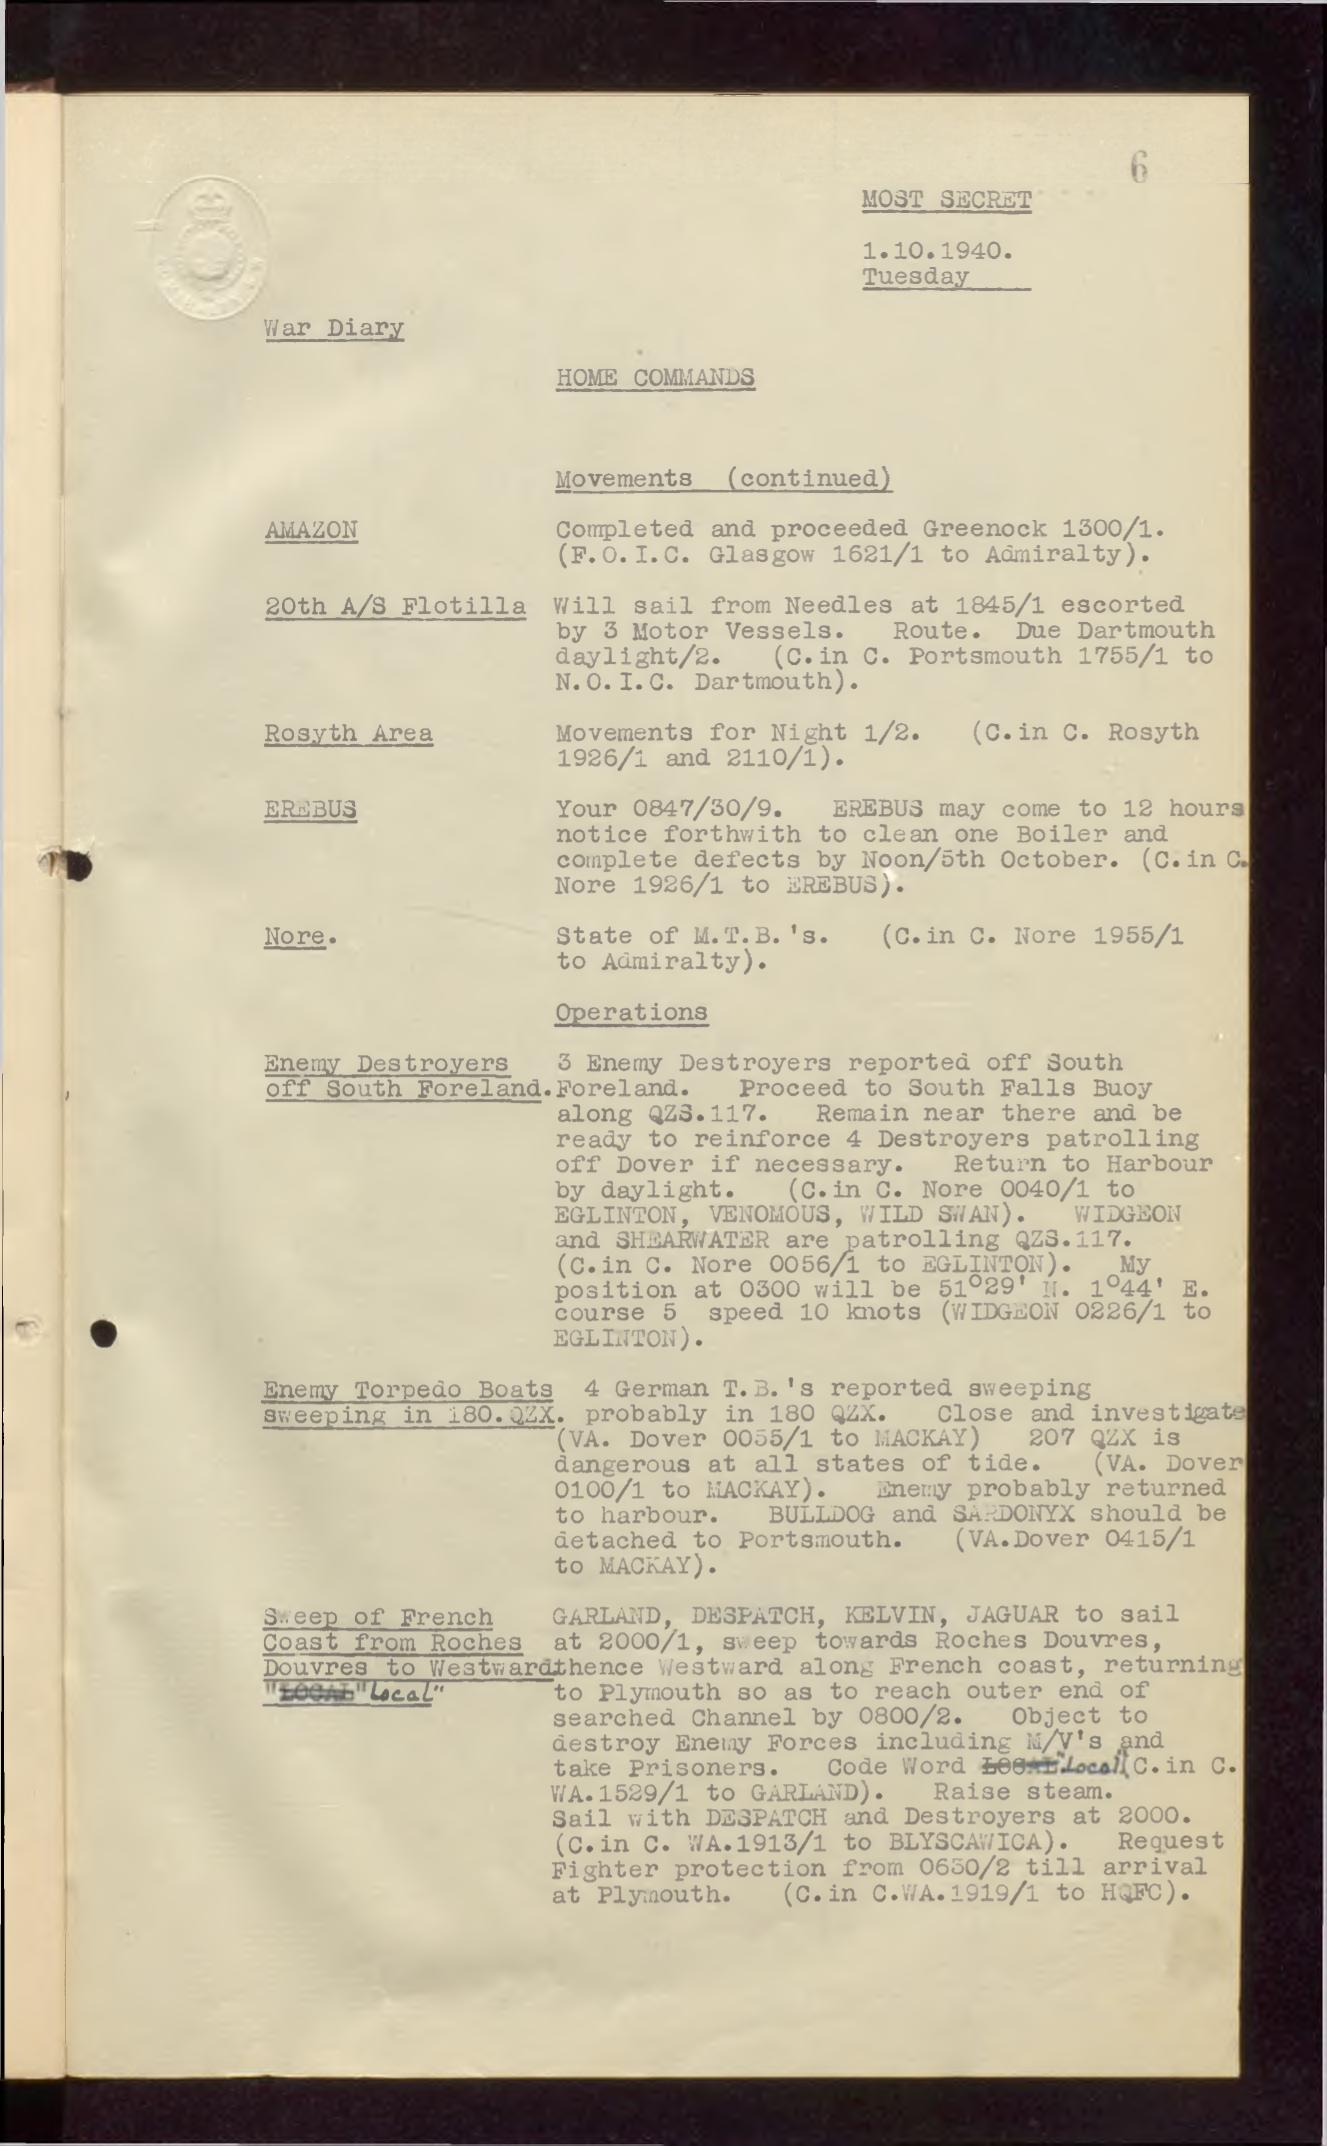 6
MOST SECRET
1.10.1940.
Tuesday
War Diary
HOME COMMANDS
Movements (continued)
AMAZON Completed and proceeded Greenock 1300/1.
(F.O.I.C. Glasgow 1621/1 to Admiralty).
20th A/S Flotilla Will sail from Needles at 1845/1 escorted
by 3 Motor Vessels. Route. Due Dartmouth
daylight/2. (C.in C. Portsmouth 1755/1 to
N.O.I.C. Dartmouth).
Rosyth Area Movements for Night 1/2. (C.in C. Rosyth
1926/1 and 2110/1).
EREBUS Your 0847/30/9. EREBUS may come to 12 hours
notice forthwith to clean one Boiler and
complete defects by Noon/5th October. (C.in C.
Nore 1926/1 to EREBUS).
Nore. State of M.T.B.'s. (C.in C. Nore 1955/1
to Admiralty).
Operations
Enemy Destroyers 3 Enemy Destroyers reported off South
off South Foreland. Foreland. Proceed to South Falls Buoy
along QZS.117. Remain near there and be
ready to reinforce 4 Destroyers patrolling
off Dover if necessary. Return to Harbour
by daylight. (C.in C. Nore 0040/1 to
EGLINTON, VENOMOUS, WILD SWAN). WIDGEON
and SHEARWATER are patrolling QZS.117.
(C.in C. Nore 0056/1 to EGLINTON). My
position at 0300 will be 51°29' N. 1°44' E.
course 5 speed 10 knots (WIDGEON 0226/1 to
EGLINTON).
Enemy Torpedo Boats 4 German T.B.'s reported sweeping
sweeping in 180.QZX. probably in 180 QZX. Close and investigate
(VA. Dover 0055/1 to MACKAY) 207 QZX is
dangerous at all states of tide. (VA. Dover
0100/1 to MACKAY). Enemy probably returned
to harbour. BULLDOG and SARDONYX should be
detached to Portsmouth. (VA.Dover 0415/1
to MACKAY).
Sweep of French GARLAND, DESPATCH, KELVIN, JAGUAR to sail
Coast from Roches at 2000/1, sweep towards Roches Douvres,
Douvres to Westward thence Westward along French coast, returning
"LOCAL" "Local" to Plymouth so as to reach outer end of
searched Channel by 0800/2. Object to
destroy Enemy Forces including M/V's and
take Prisoners. Code Word LOCAL "Local" (C.in C.
WA.1529/1 to GARLAND). Raise steam.
Sail with DESPATCH and Destroyers at 2000.
(C.in C. WA.1913/1 to BLYSCAWICA). Request
Fighter protection from 0630/2 till arrival
at Plymouth. (C.in C.WA.1919/1 to HQFC).